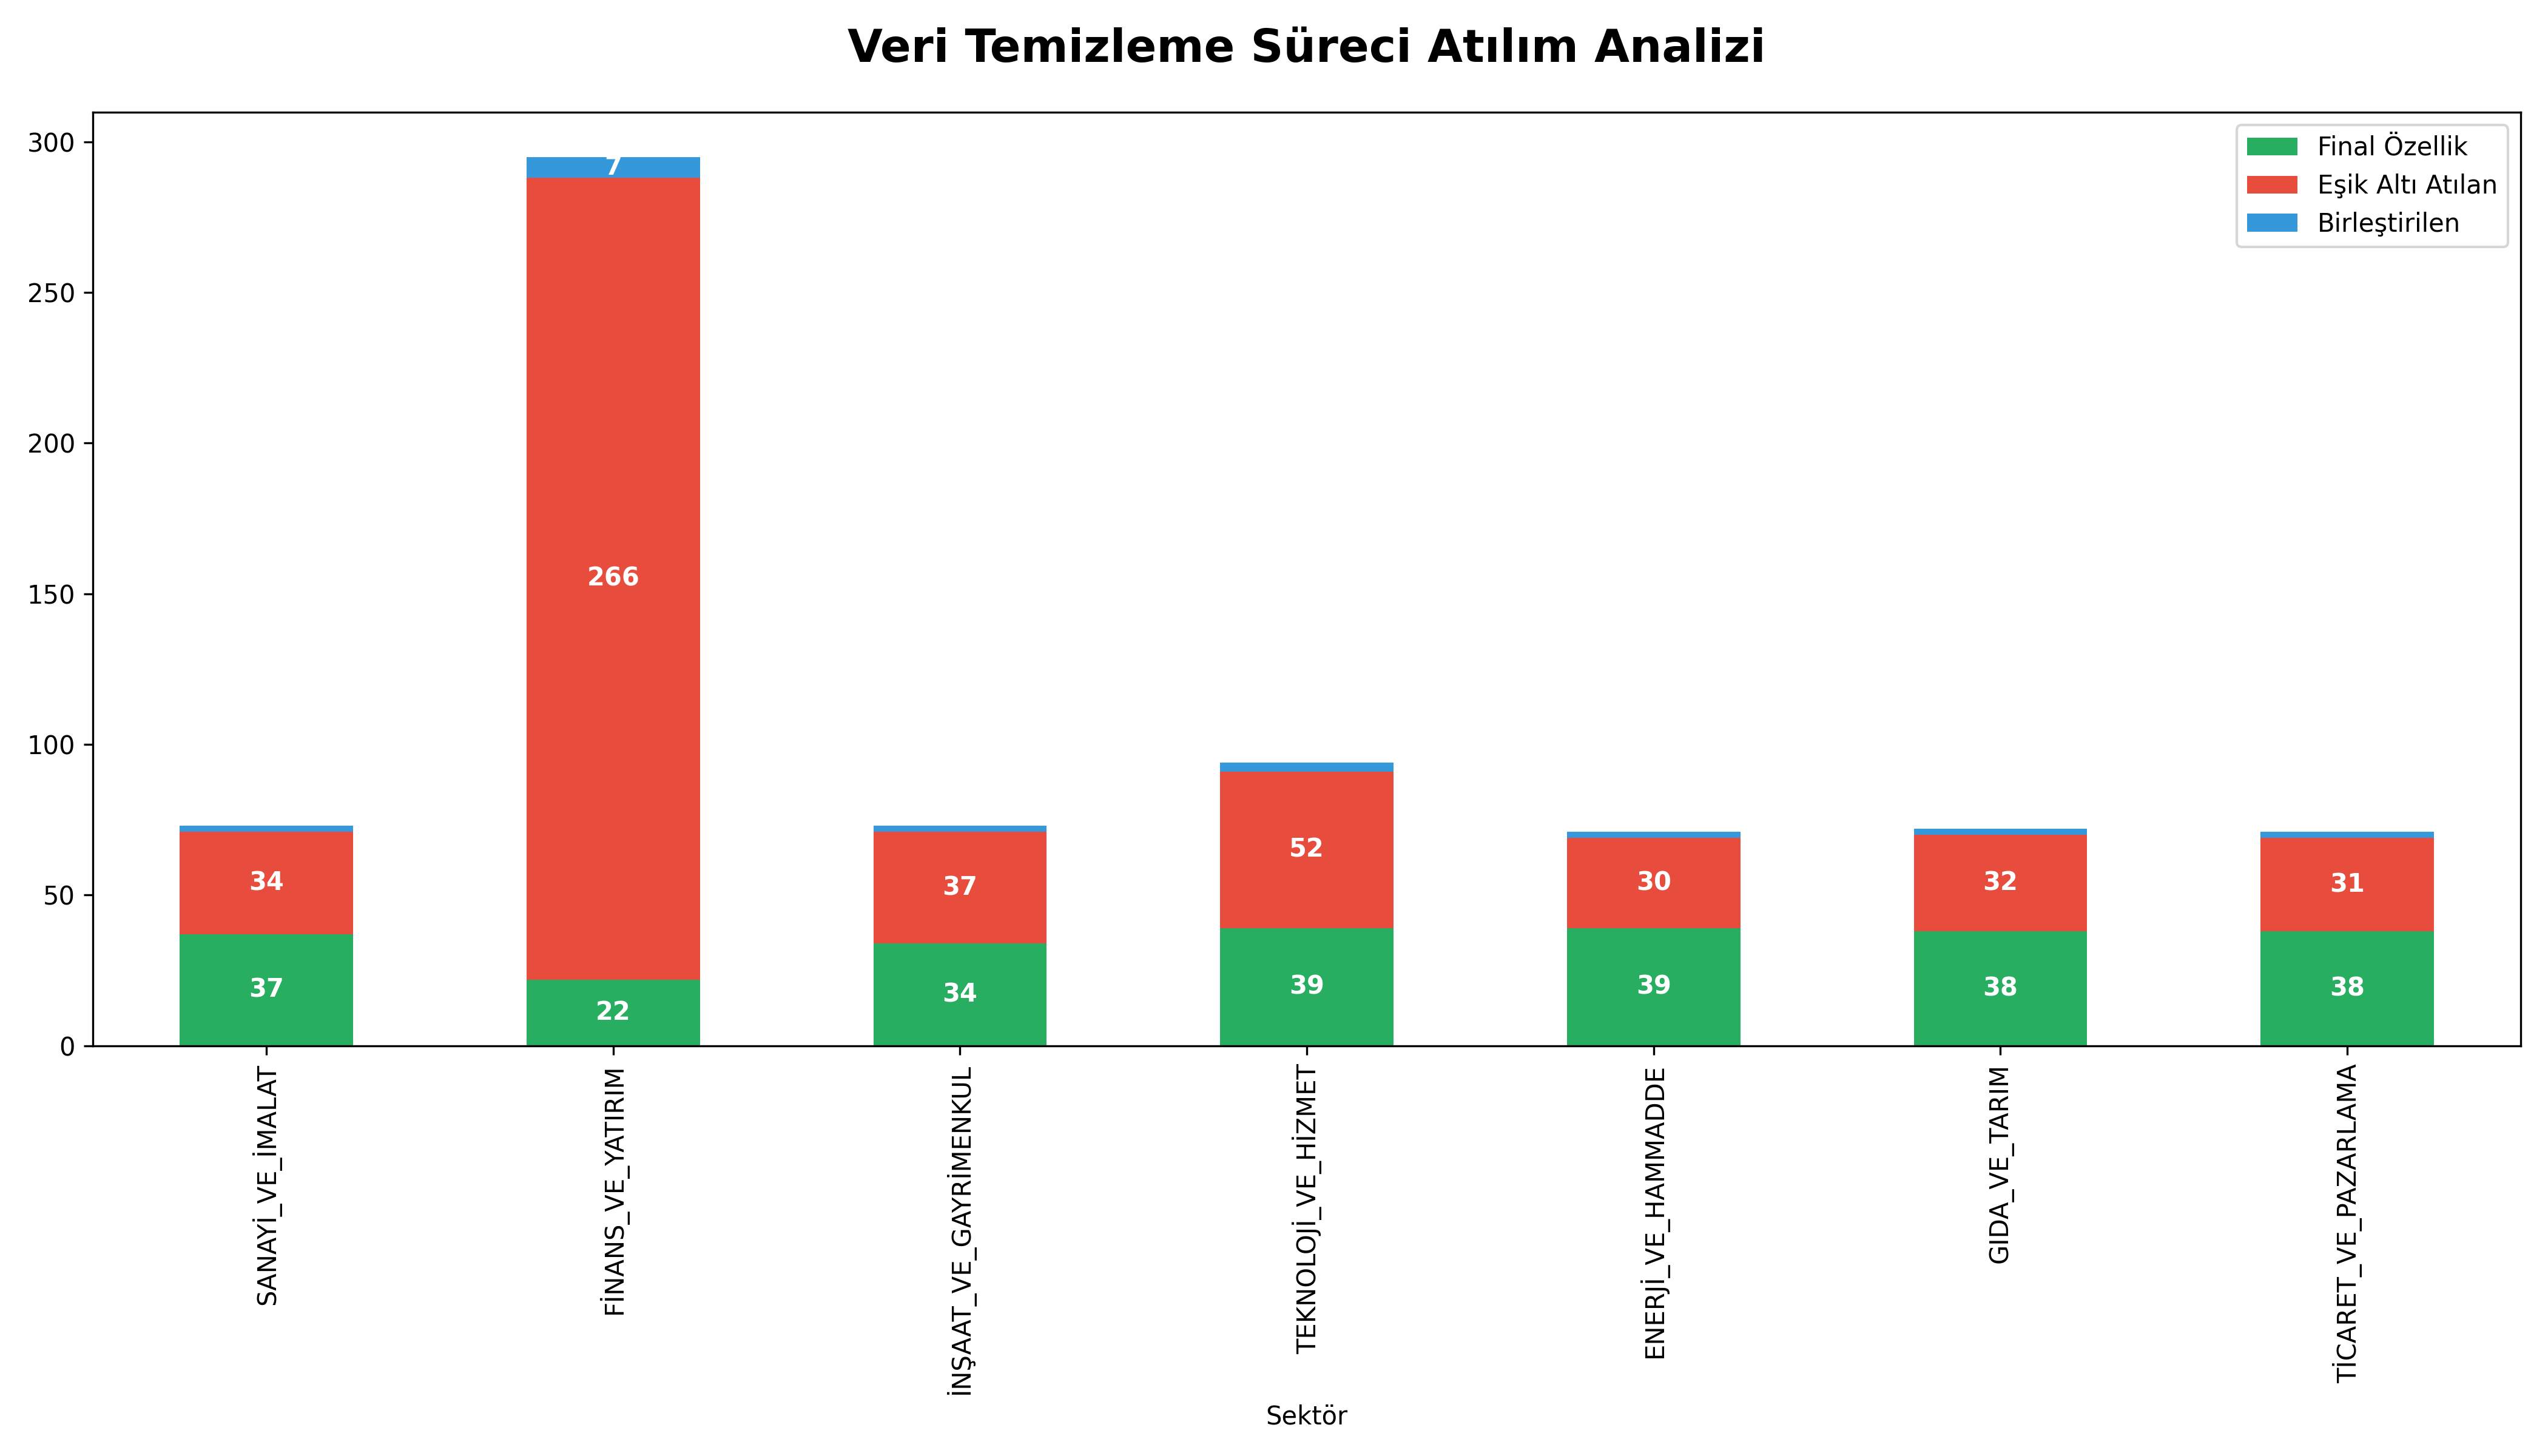 Veri Temizleme Süreci Atılım Analizi
300
250
200
150
100
50
0
Final Özellik
Eşik Altı Atılan
Birleştirilen
7
266
52
34
37
30
32
31
37
22
34
39
39
38
38
SANAYİ_VE_İMALAT
FİNANS_VE_YATIRIM
İNŞAAT_VE_GAYRİMENKUL
TEKNOLOJİ_VE_HİZMET
ENERJİ_VE_HAMMADDE
GIDA_VE_TARIM
TİCARET_VE_PAZARLAMA
Sektör